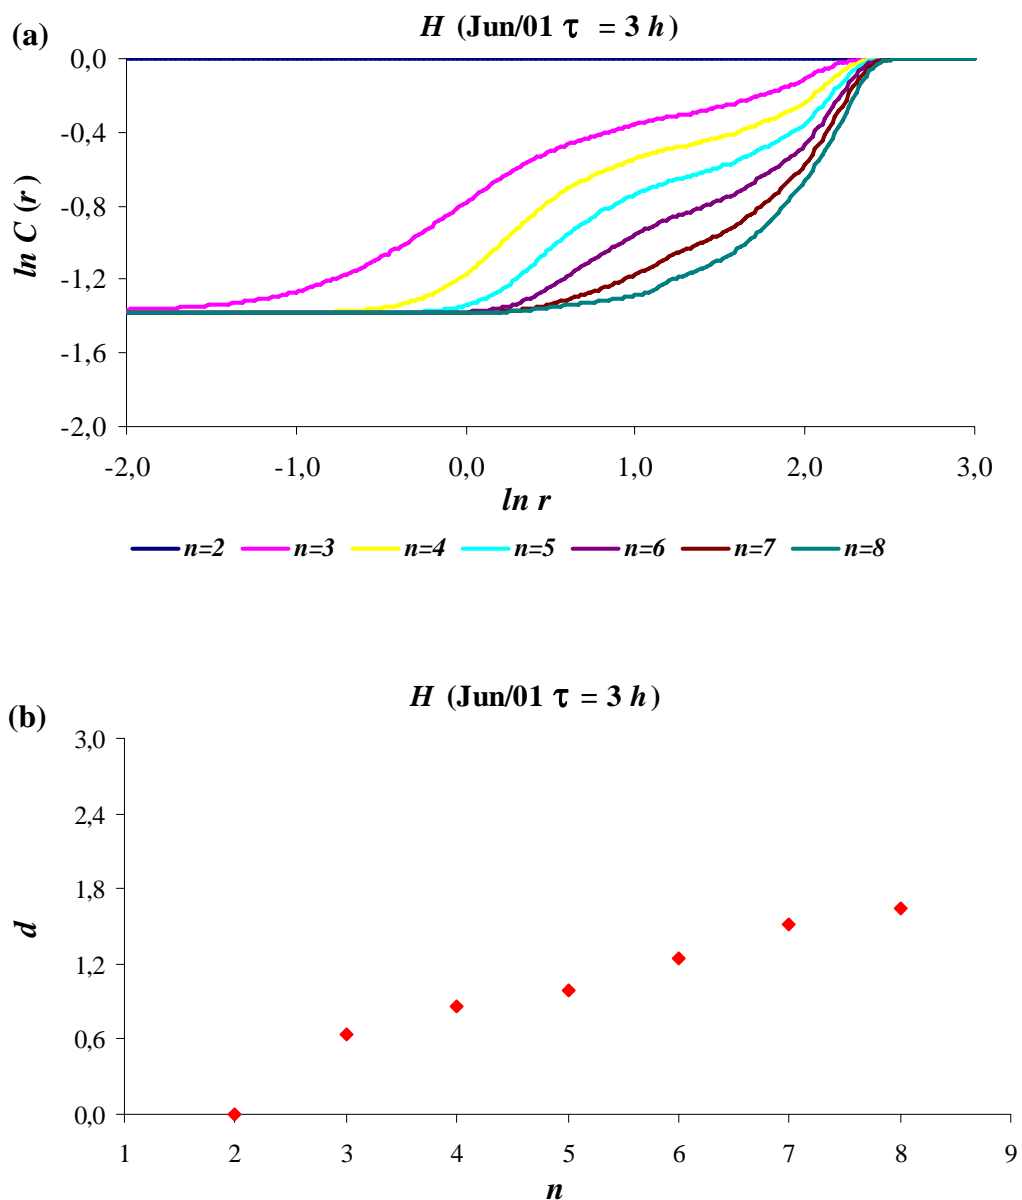 (a)
H (Jun/01 τ = 3 h)
0,0
-0,4
-0,8
-1,2
-1,6
-2,0
ln C (r)
-2,0 -1,0 0,0 1,0 2,0 3,0
ln r
n=2 n=3 n=4 n=5 n=6 n=7 n=8
(b)
H (Jun/01 τ = 3 h)
3,0
2,4
1,8
1,2
0,6
0,0
d
1 2 3 4 5 6 7 8 9
n